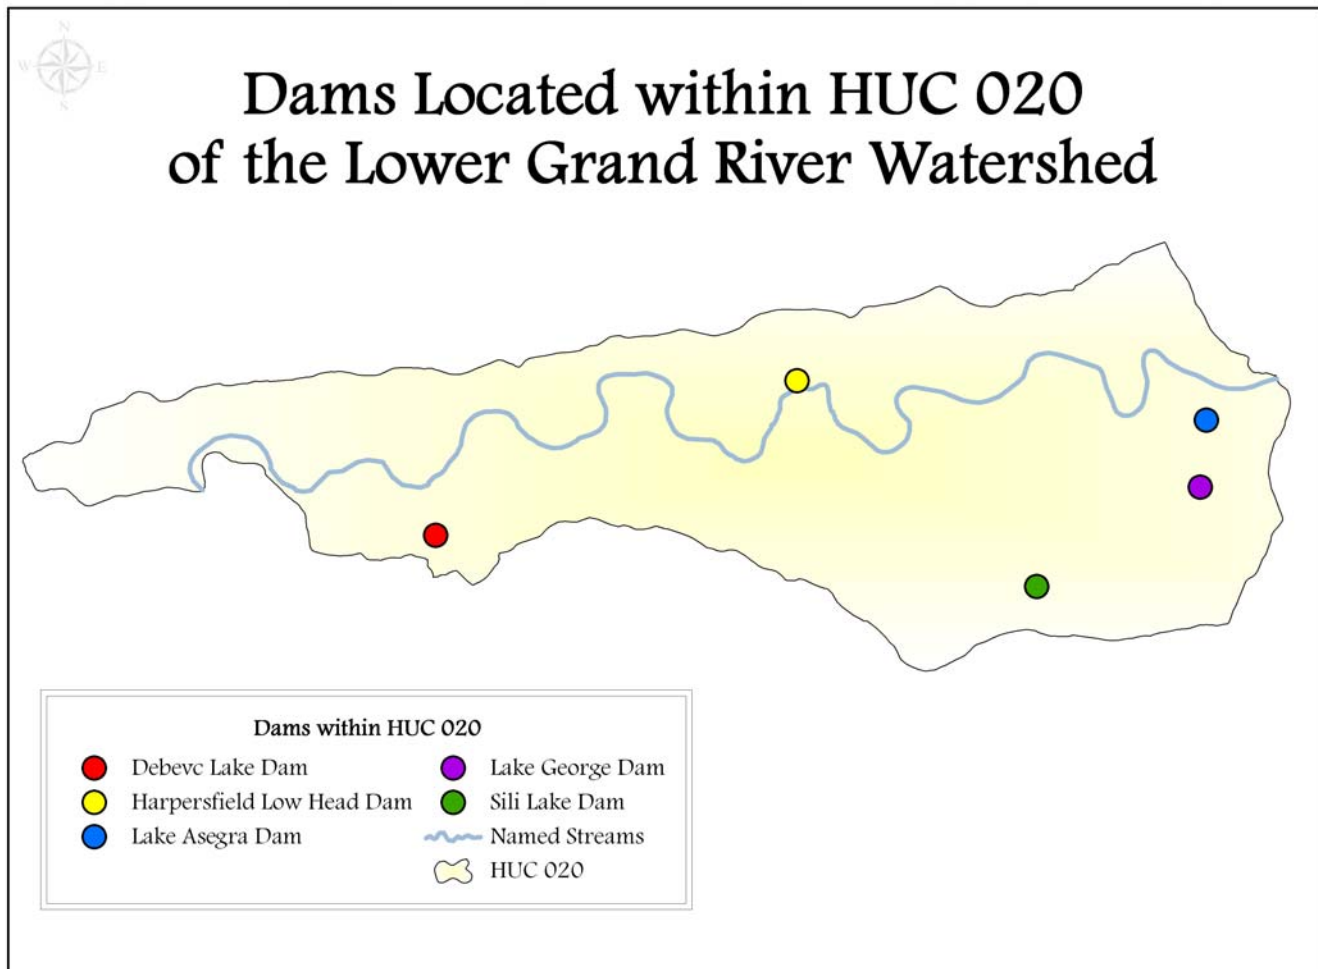 N
W E
S
Dams Located within HUC 020
of the Lower Grand River Watershed
Dams within HUC 020
Debevc Lake Dam
Harpersfield Low Head Dam
Lake Asegra Dam
Lake George Dam
Sili Lake Dam
Named Streams
HUC 020